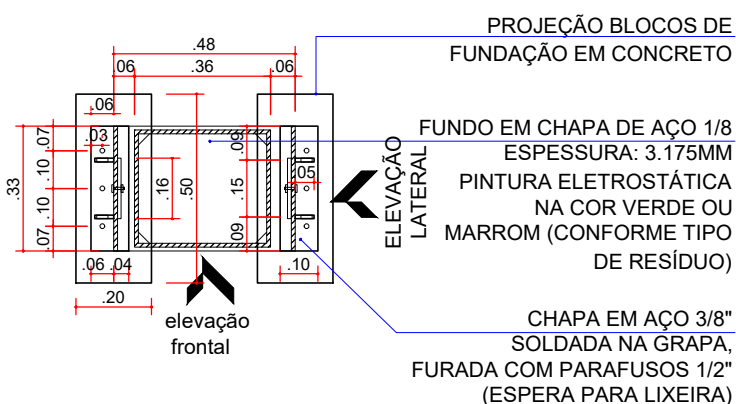 PROJEÇÃO BLOCOS DE
FUNDAÇÃO EM CONCRETO
.48
.06
.36
.06
.06
FUNDO EM CHAPA DE AÇO 1/8
ESPESSURA: 3.175MM
PINTURA ELETROSTÁTICA
NA COR VERDE OU
MARROM (CONFORME TIPO
DE RESÍDUO)
ELEVAÇÃO
LATERAL
.33
.07
.10
.10
.07
.03
.16
.50
.09
.15
.09
.05
.06
.04
.10
.20
elevação
frontal
CHAPA EM AÇO 3/8"
SOLDADA NA GRAPA,
FURADA COM PARAFUSOS 1/2"
(ESPERA PARA LIXEIRA)